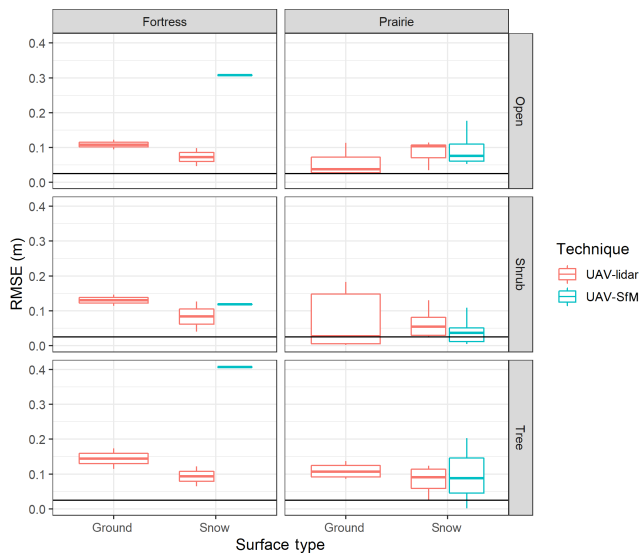 Fortress
Prairie
0.4
0.3
0.2
0.1
0.0
Open
0.4
0.3
0.2
0.1
0.0
Shrub
0.4
0.3
0.2
0.1
0.0
Tree
RMSE (m)
Ground
Snow
Ground
Snow
Surface type
Technique
UAV-lidar
UAV-SfM